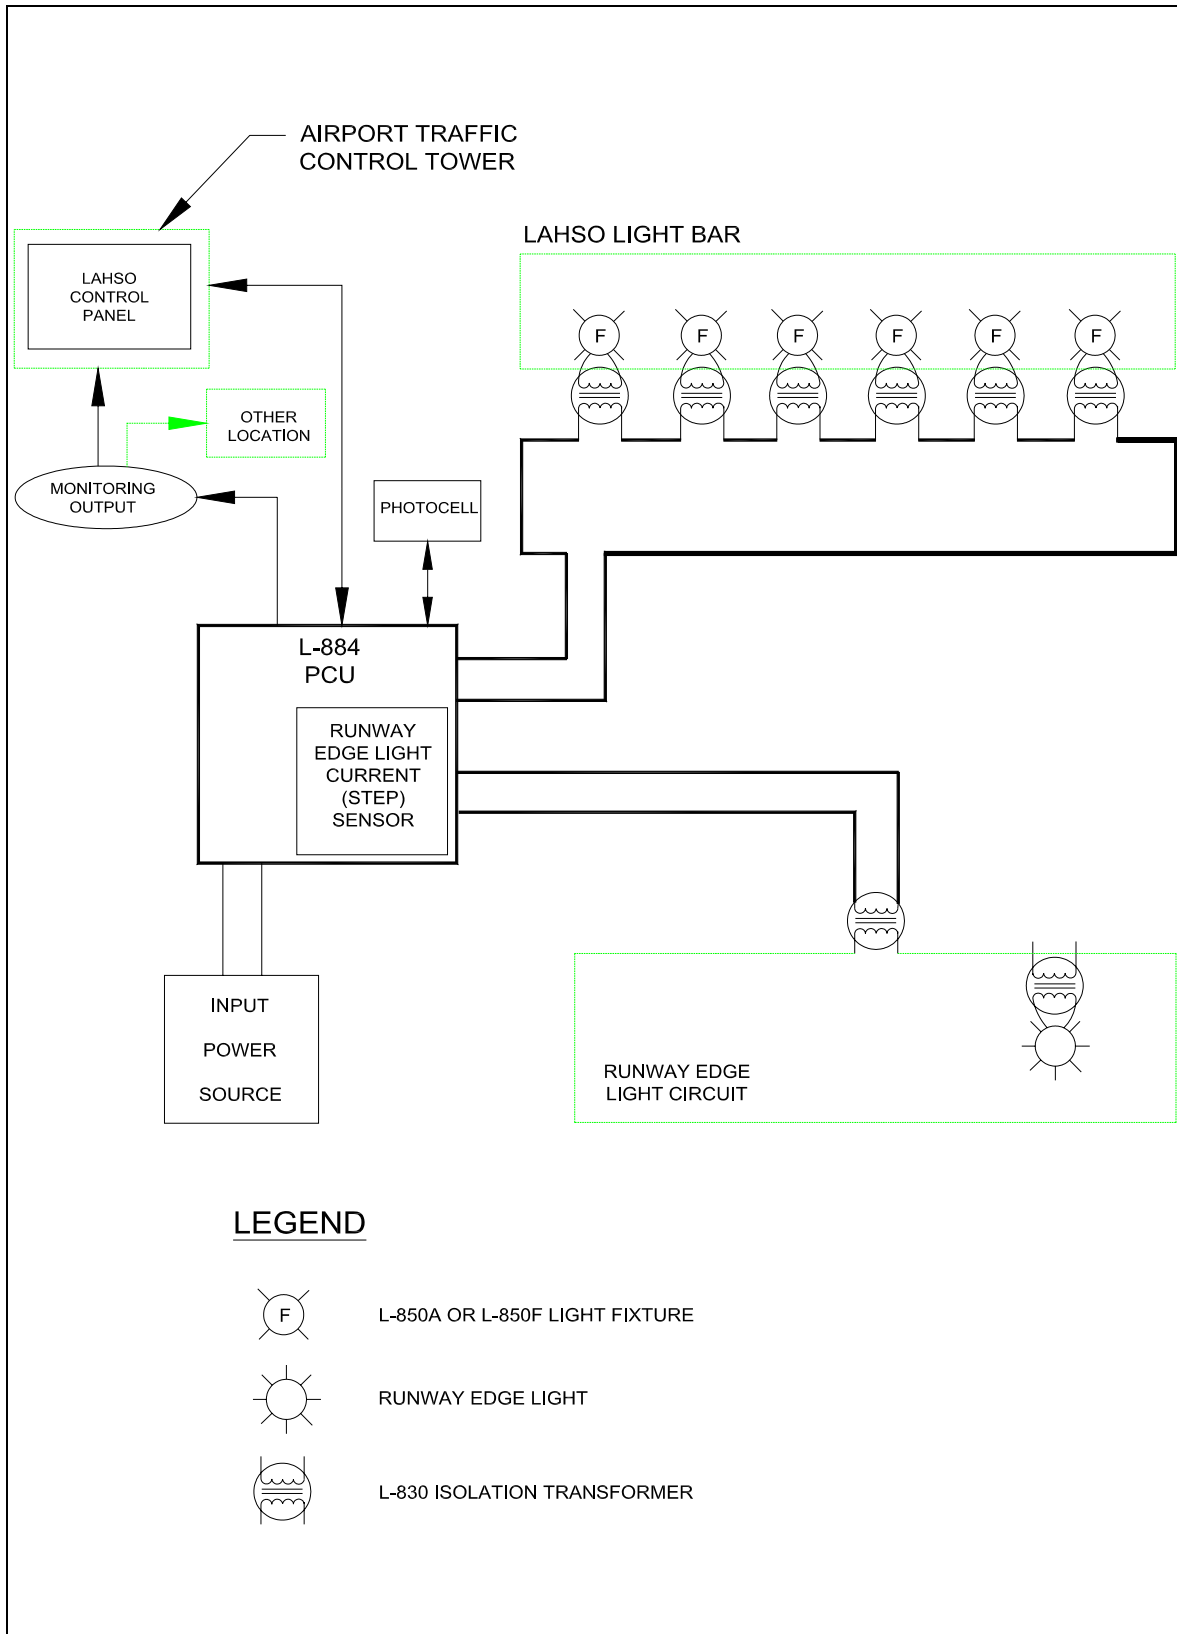 AIRPORT TRAFFIC
CONTROL TOWER
LAHSO LIGHT BAR
LAHSO
CONTROL
PANEL
F F F F F F
OTHER
LOCATION
MONITORING
OUTPUT
PHOTOCELL
L-884
PCU
RUNWAY
EDGE LIGHT
CURRENT
(STEP)
SENSOR
INPUT
POWER
SOURCE
RUNWAY EDGE
LIGHT CIRCUIT
LEGEND
F L-850A OR L-850F LIGHT FIXTURE
RUNWAY EDGE LIGHT
L-830 ISOLATION TRANSFORMER